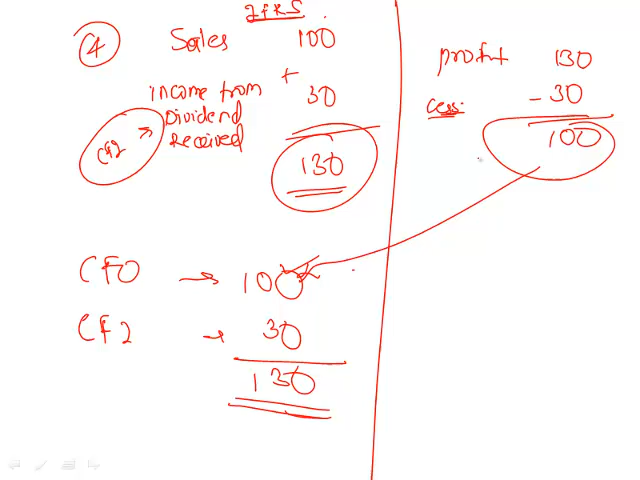 IFRS
4 Sales 100
Income from + 30
Dividend
Received
CFI →
130
CFO → 100
CFI → 30
130
Profit 130
Less: - 30
100